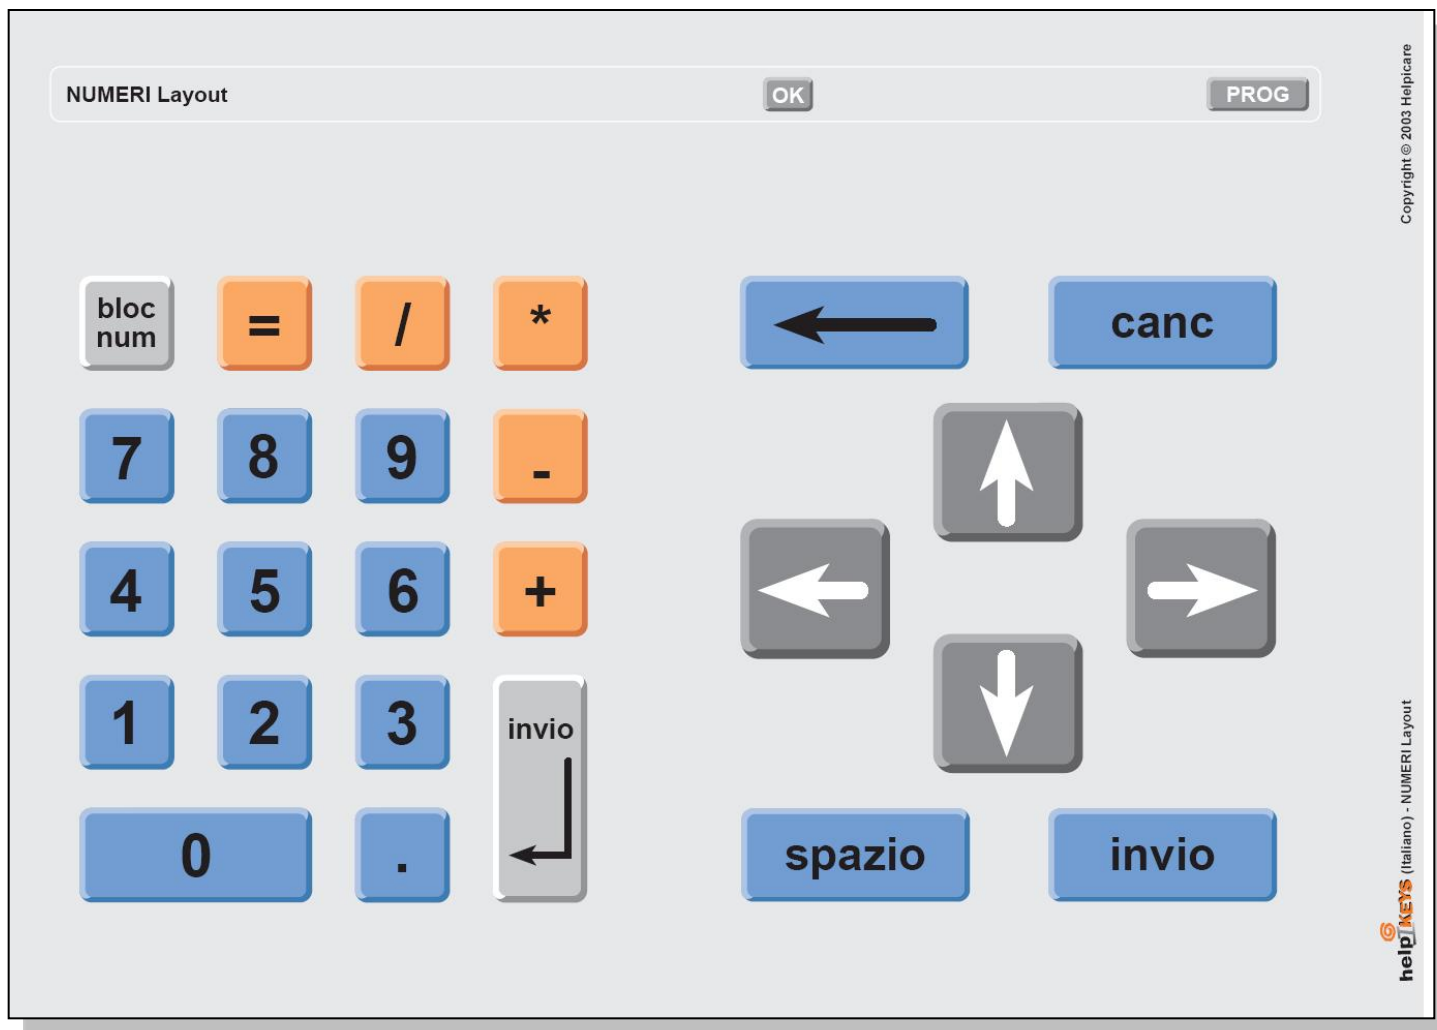 NUMERI Layout
OK
PROG
bloc
num
=
/
*
canc
7
8
9
-
4
5
6
+
1
2
3
invio
0
.
spazio
invio
Copyright © 2003 Helpicare
helpKEYS (Italiano) - NUMERI Layout